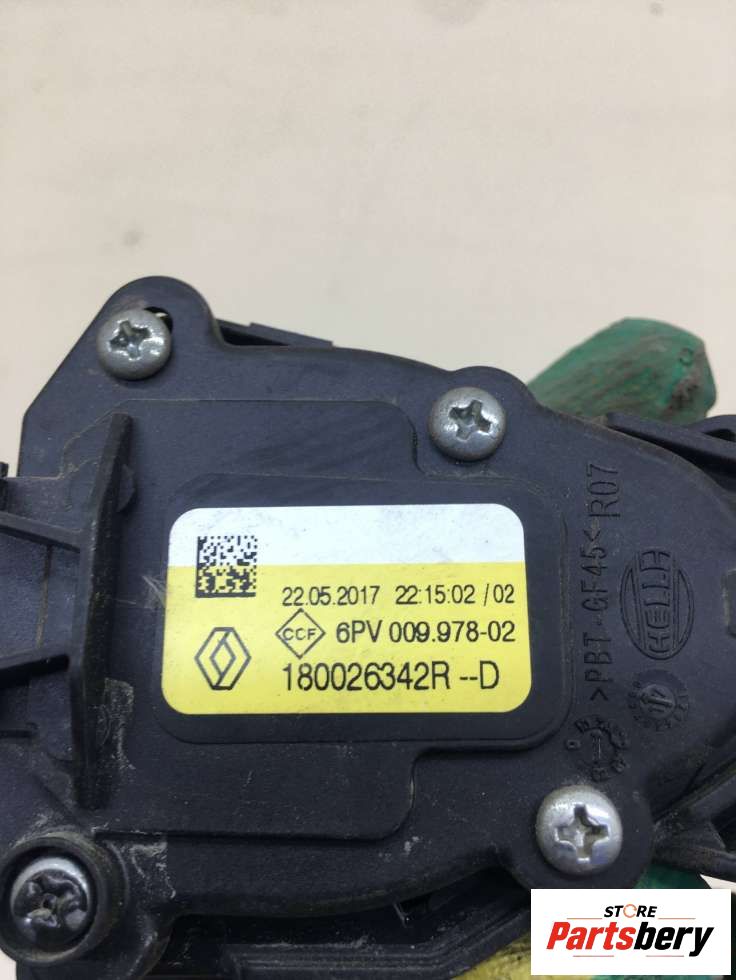 22.05.2017 22:15:02 / 02
CCF 6PV 009.978-02
180026342R --D
>PBT-GF45< R07
HELLA
STORE
Partsbery